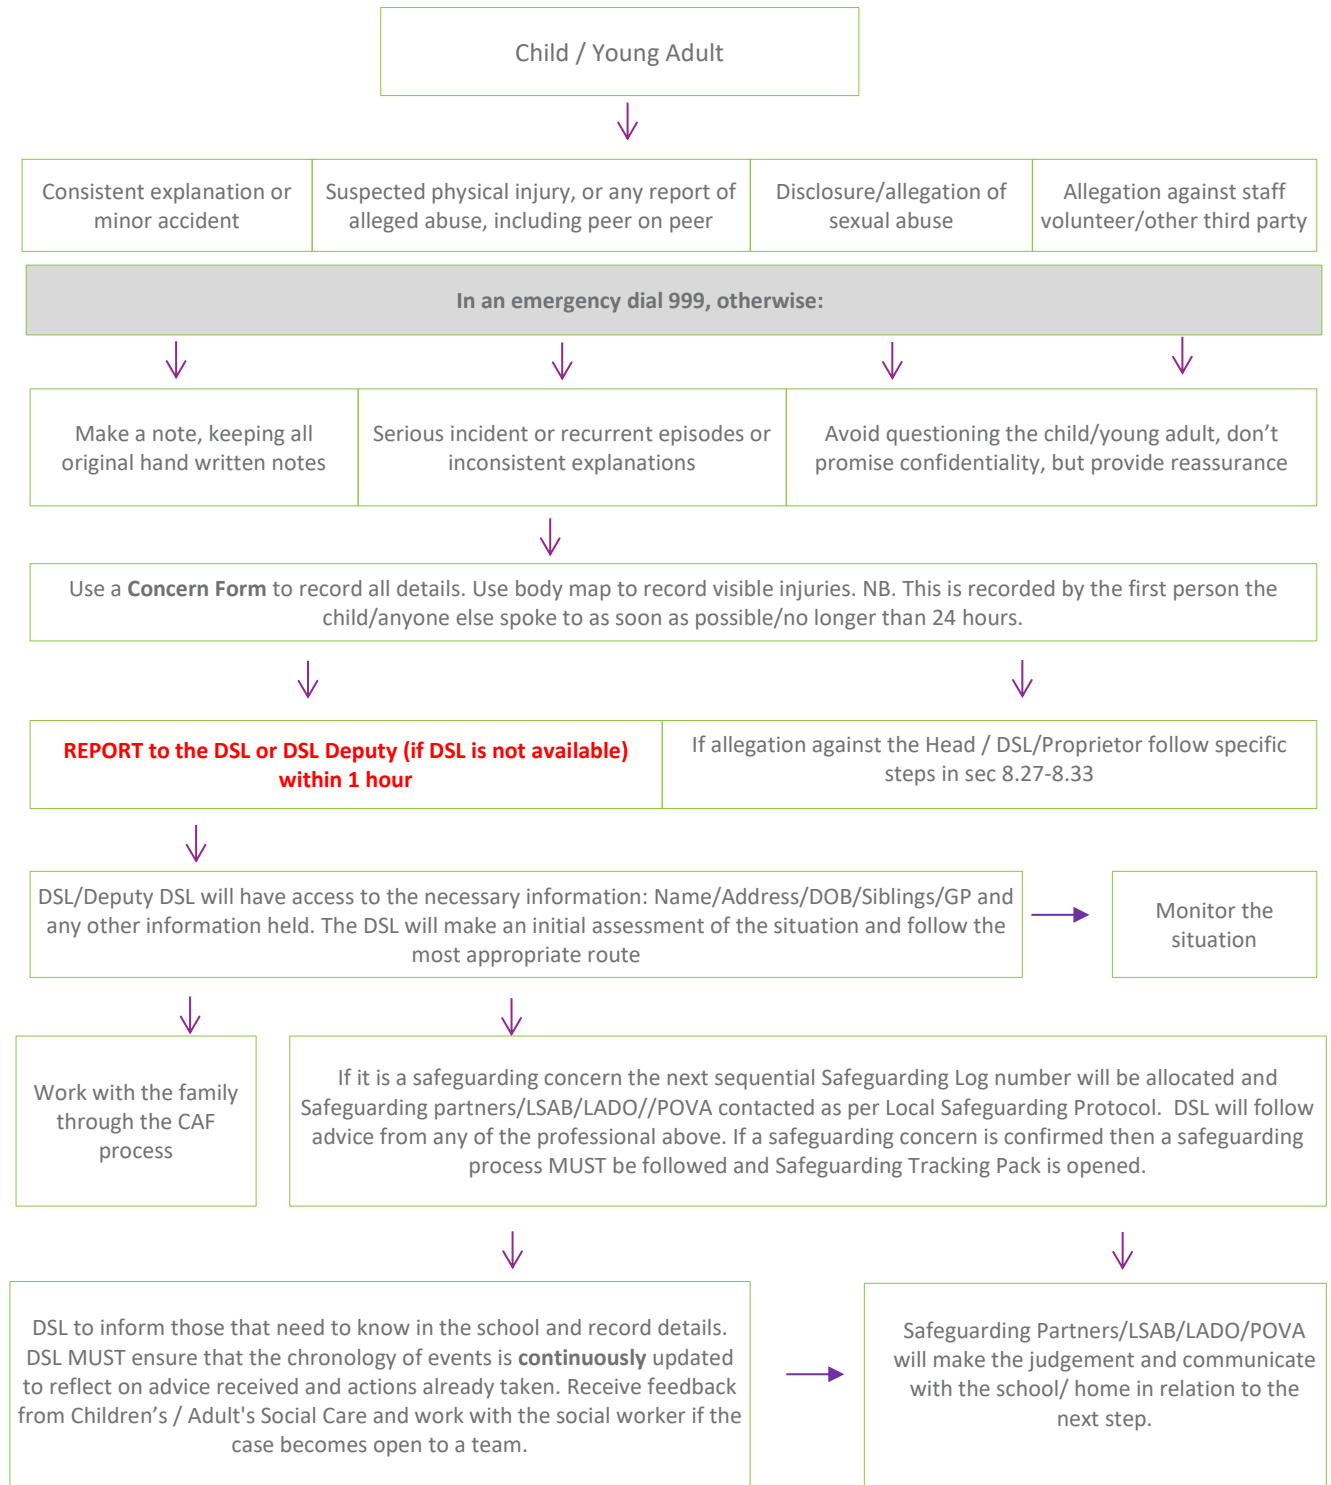 Child / Young Adult
Consistent explanation or
minor accident
Suspected physical injury, or any report of
alleged abuse, including peer on peer
Disclosure/allegation of
sexual abuse
Allegation against staff
volunteer/other third party
In an emergency dial 999, otherwise:
Make a note, keeping all
original hand written notes
Serious incident or recurrent episodes or
inconsistent explanations
Avoid questioning the child/young adult, don’t
promise confidentiality, but provide reassurance
Use a Concern Form to record all details. Use body map to record visible injuries. NB. This is recorded by the first person the
child/anyone else spoke to as soon as possible/no longer than 24 hours.
REPORT to the DSL or DSL Deputy (if DSL is not available)
within 1 hour
If allegation against the Head / DSL/Proprietor follow specific
steps in sec 8.27-8.33
DSL/Deputy DSL will have access to the necessary information: Name/Address/DOB/Siblings/GP and
any other information held. The DSL will make an initial assessment of the situation and follow the
most appropriate route
Monitor the
situation
Work with the family
through the CAF
process
If it is a safeguarding concern the next sequential Safeguarding Log number will be allocated and
Safeguarding partners/LSAB/LADO//POVA contacted as per Local Safeguarding Protocol. DSL will follow
advice from any of the professional above. If a safeguarding concern is confirmed then a safeguarding
process MUST be followed and Safeguarding Tracking Pack is opened.
DSL to inform those that need to know in the school and record details.
DSL MUST ensure that the chronology of events is continuously updated
to reflect on advice received and actions already taken. Receive feedback
from Children’s / Adult's Social Care and work with the social worker if the
case becomes open to a team.
Safeguarding Partners/LSAB/LADO/POVA
will make the judgement and communicate
with the school/ home in relation to the
next step.